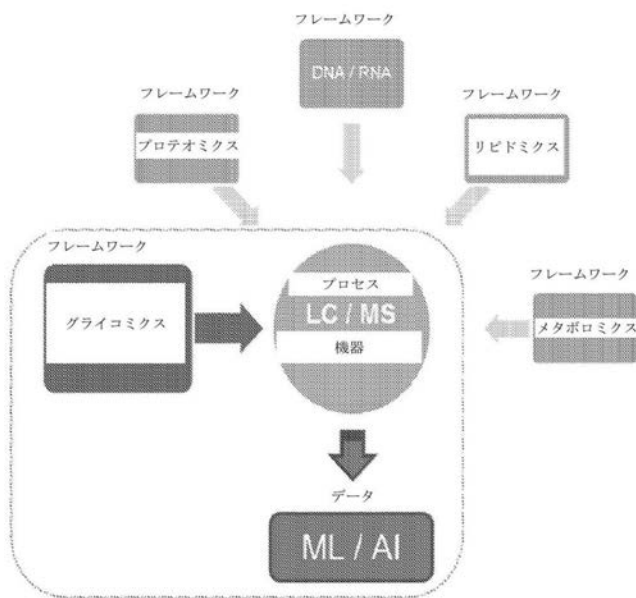 フレームワーク
DNA / RNA
フレームワーク
プロテオミクス
フレームワーク
リピドミクス
フレームワーク
グライコミクス
プロセス
LC / MS
機器
フレームワーク
メタボロミクス
データ
ML / AI